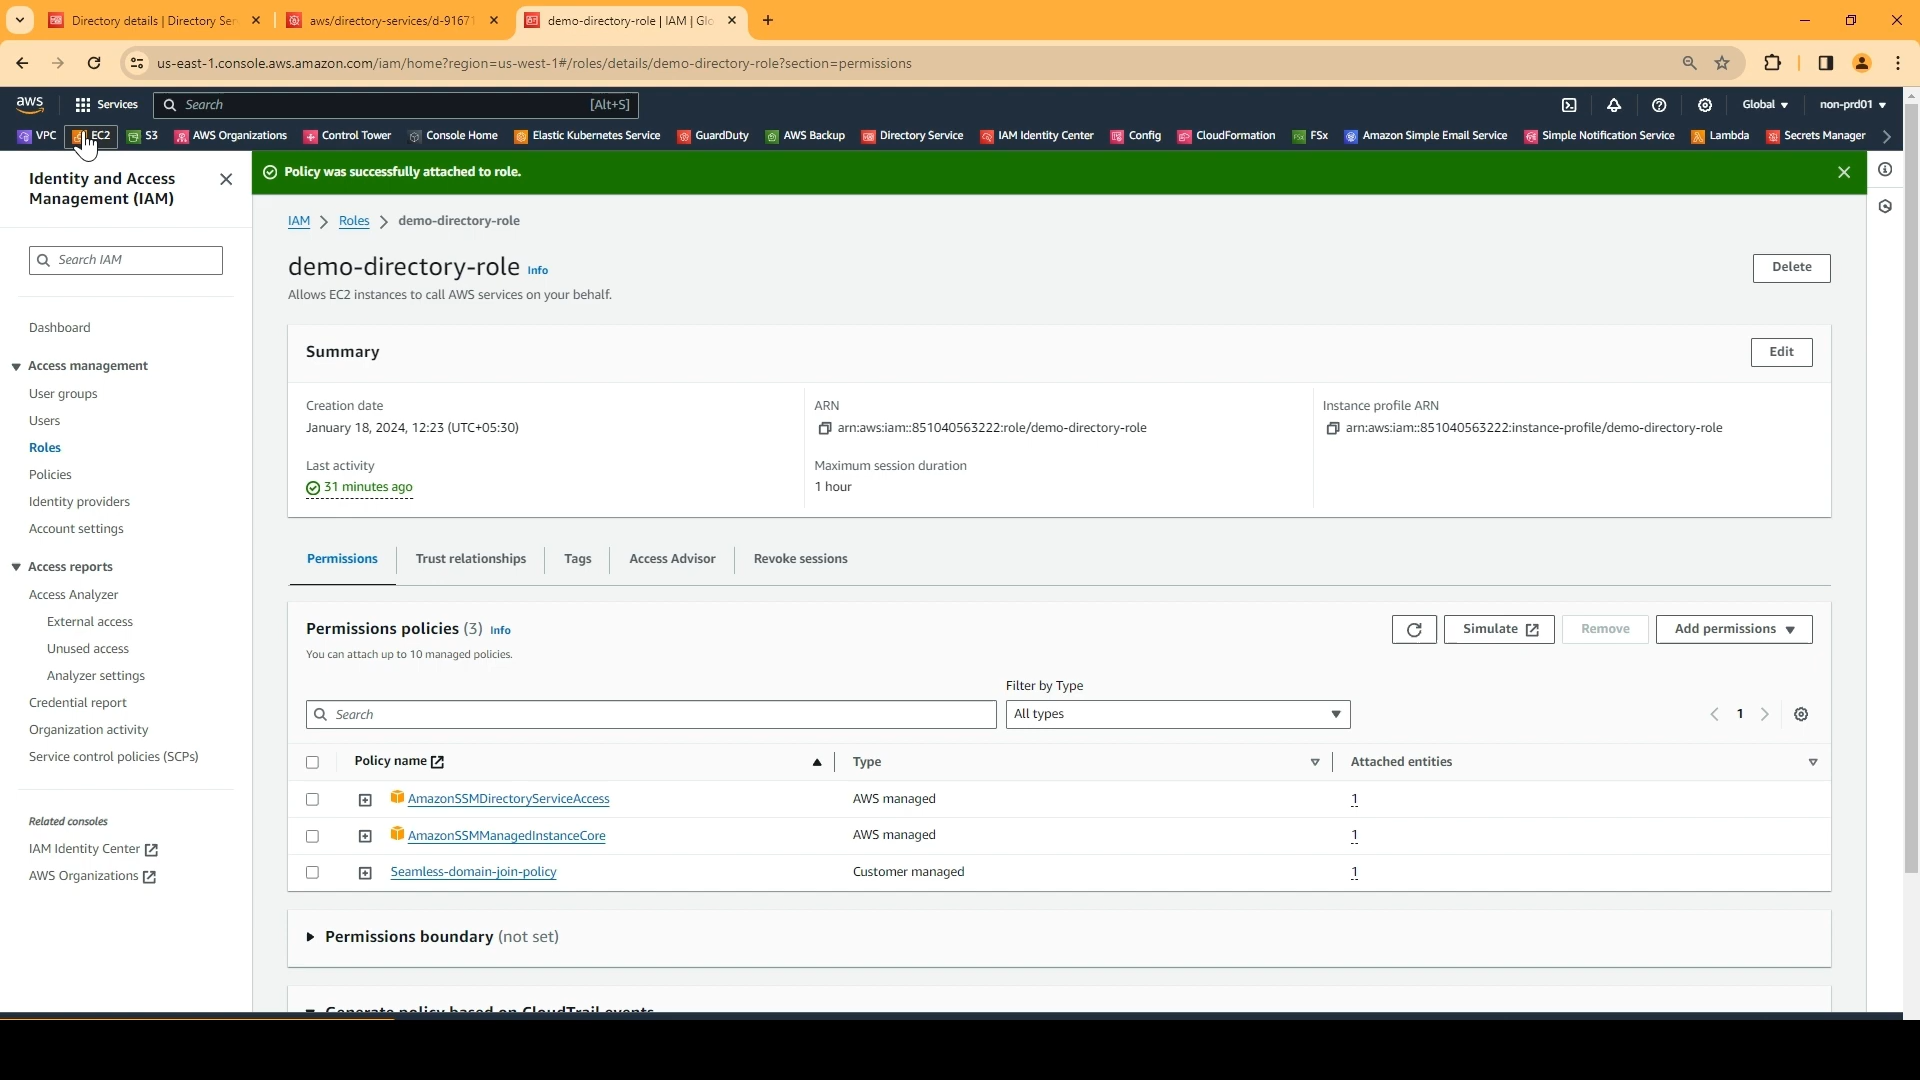 Directory details | Directory Ser
aws/directory-services/d-91671
demo-directory-role | IAM | Glo
us-east-1.console.aws.amazon.com/iam/home?region=us-west-1#/roles/details/demo-directory-role?section=permissions
aws
Services
Search
[Alt+S]
Global
non-prd01
VPC
EC2
S3
AWS Organizations
Control Tower
Console Home
Elastic Kubernetes Service
GuardDuty
AWS Backup
Directory Service
IAM Identity Center
Config
CloudFormation
FSx
Amazon Simple Email Service
Simple Notification Service
Lambda
Secrets Manager
Identity and Access
Management (IAM)
Search IAM
Dashboard
Access management
User groups
Users
Roles
Policies
Identity providers
Account settings
Access reports
Access Analyzer
External access
Unused access
Analyzer settings
Credential report
Organization activity
Service control policies (SCPs)
Related consoles
IAM Identity Center
AWS Organizations
Policy was successfully attached to role.
IAM > Roles > demo-directory-role
demo-directory-role Info
Delete
Allows EC2 instances to call AWS services on your behalf.
Summary
Edit
Creation date
January 18, 2024, 12:23 (UTC+05:30)
ARN
arn:aws:iam::851040563222:role/demo-directory-role
Instance profile ARN
arn:aws:iam::851040563222:instance-profile/demo-directory-role
Last activity
31 minutes ago
Maximum session duration
1 hour
Permissions
Trust relationships
Tags
Access Advisor
Revoke sessions
Permissions policies (3) Info
You can attach up to 10 managed policies.
Simulate
Remove
Add permissions
Filter by Type
Search
All types
1
Policy name
Type
Attached entities
AmazonSSMDirectoryServiceAccess
AWS managed
1
AmazonSSMManagedInstanceCore
AWS managed
1
Seamless-domain-join-policy
Customer managed
1
Permissions boundary (not set)
Generate policy based on CloudTrail events